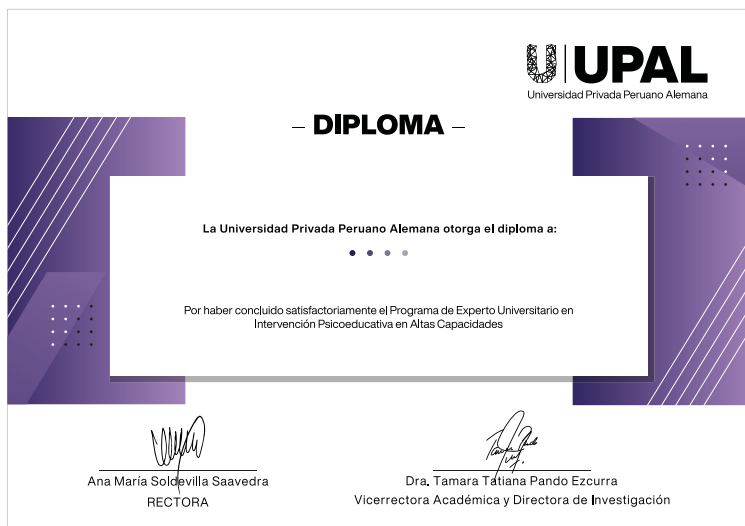 UPAL
Universidad Privada Peruano Alemana
– DIPLOMA –
La Universidad Privada Peruano Alemana otorga el diploma a:
Por haber concluido satisfactoriamente el Programa de Experto Universitario en
Intervención Psicoeducativa en Altas Capacidades
Ana María Soldevilla Saavedra
RECTORA
Dra. Tamara Tatiana Pando Ezcurra
Vicerrectora Académica y Directora de Investigación